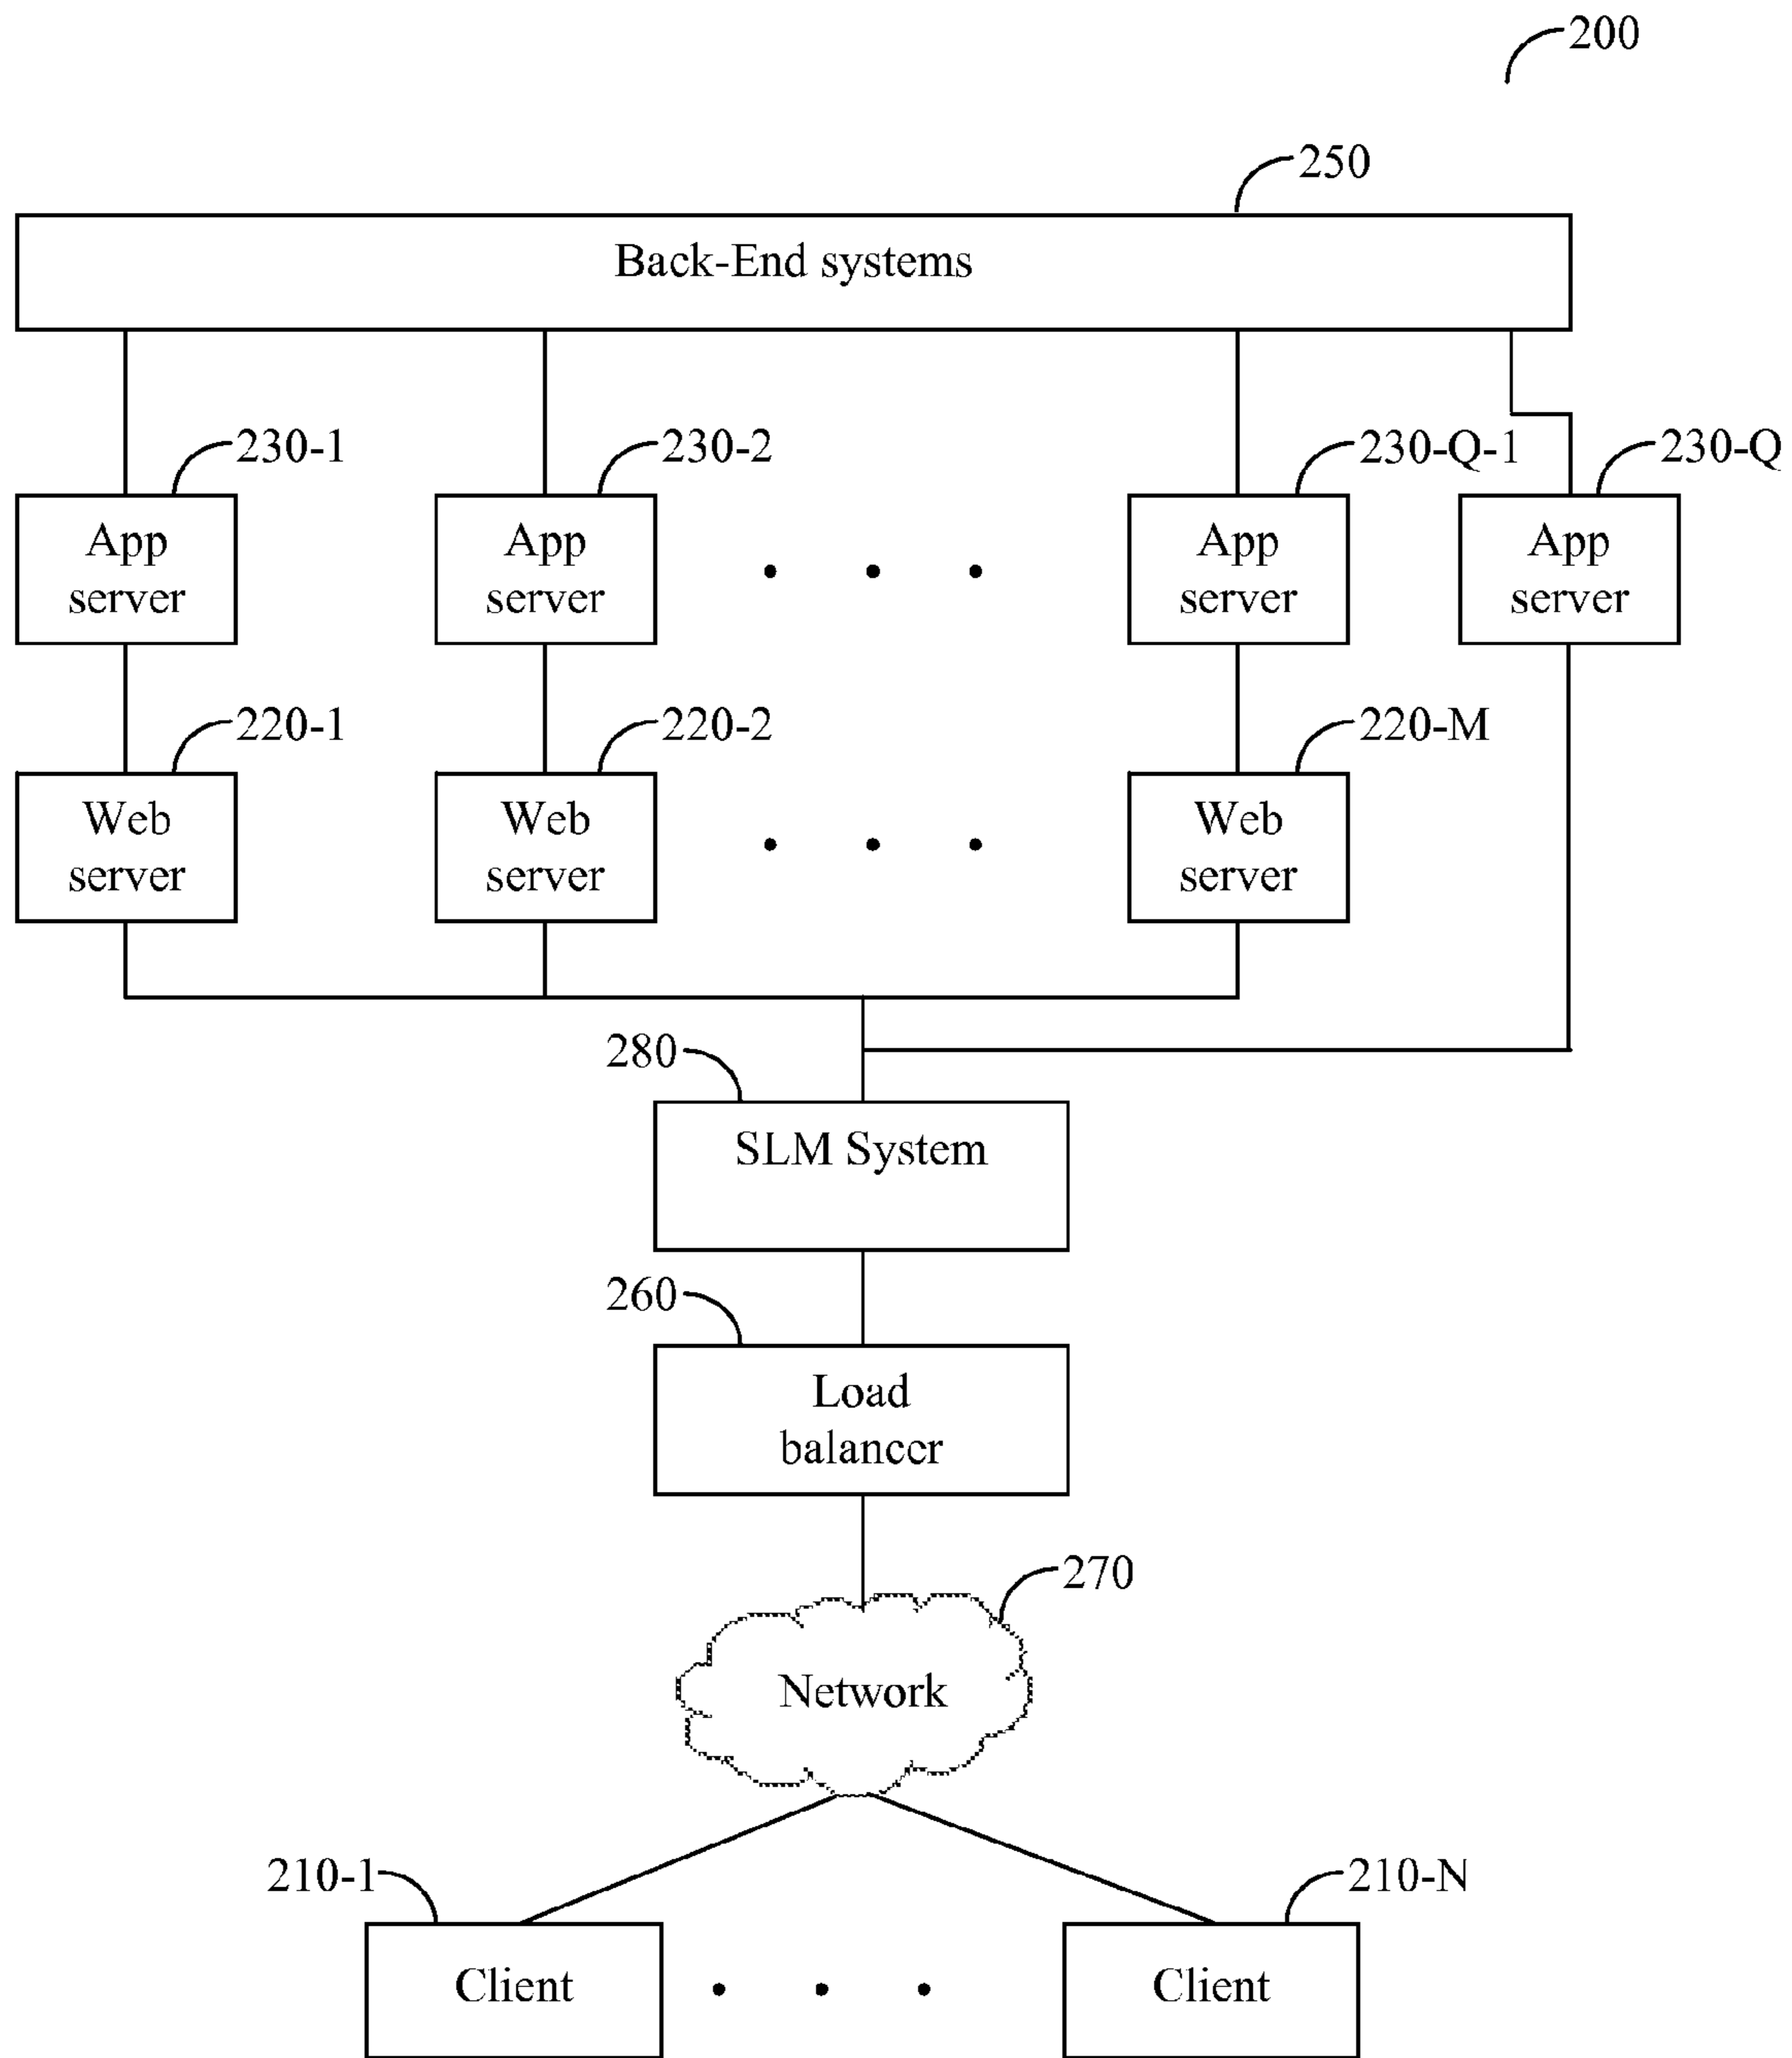 200
250
Back-End systems
230-1
230-2
230-Q-1
230-Q
App
server
App
server
App
server
App
server
220-1
220-2
220-M
Web
server
Web
server
Web
server
280
SLM System
260
Load
balancer
270
Network
210-1
210-N
Client
Client